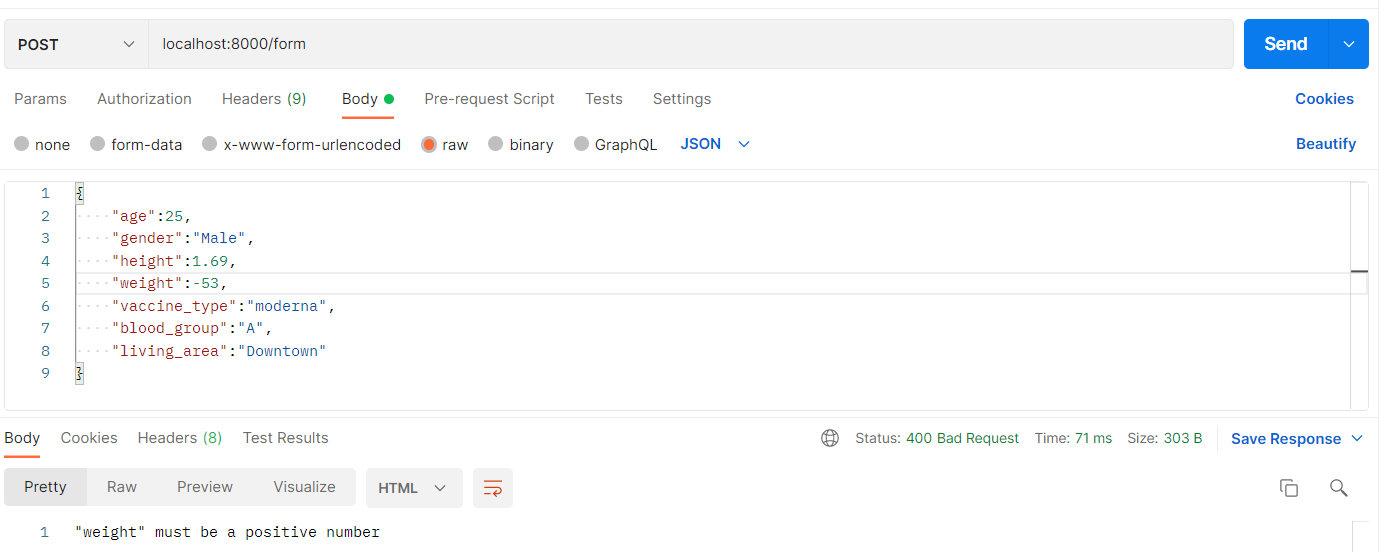 POST localhost:8000/form Send
Params Authorization Headers (9) Body Pre-request Script Tests Settings Cookies
none form-data x-www-form-urlencoded raw binary GraphQL JSON Beautify
1 {
2 "age":25,
3 "gender":"Male",
4 "height":1.69,
5 "weight":-53,
6 "vaccine_type":"moderna",
7 "blood_group":"A",
8 "living_area":"Downtown"
9 }
Body Cookies Headers (8) Test Results Status: 400 Bad Request Time: 71 ms Size: 303 B Save Response
Pretty Raw Preview Visualize HTML
1 "weight" must be a positive number